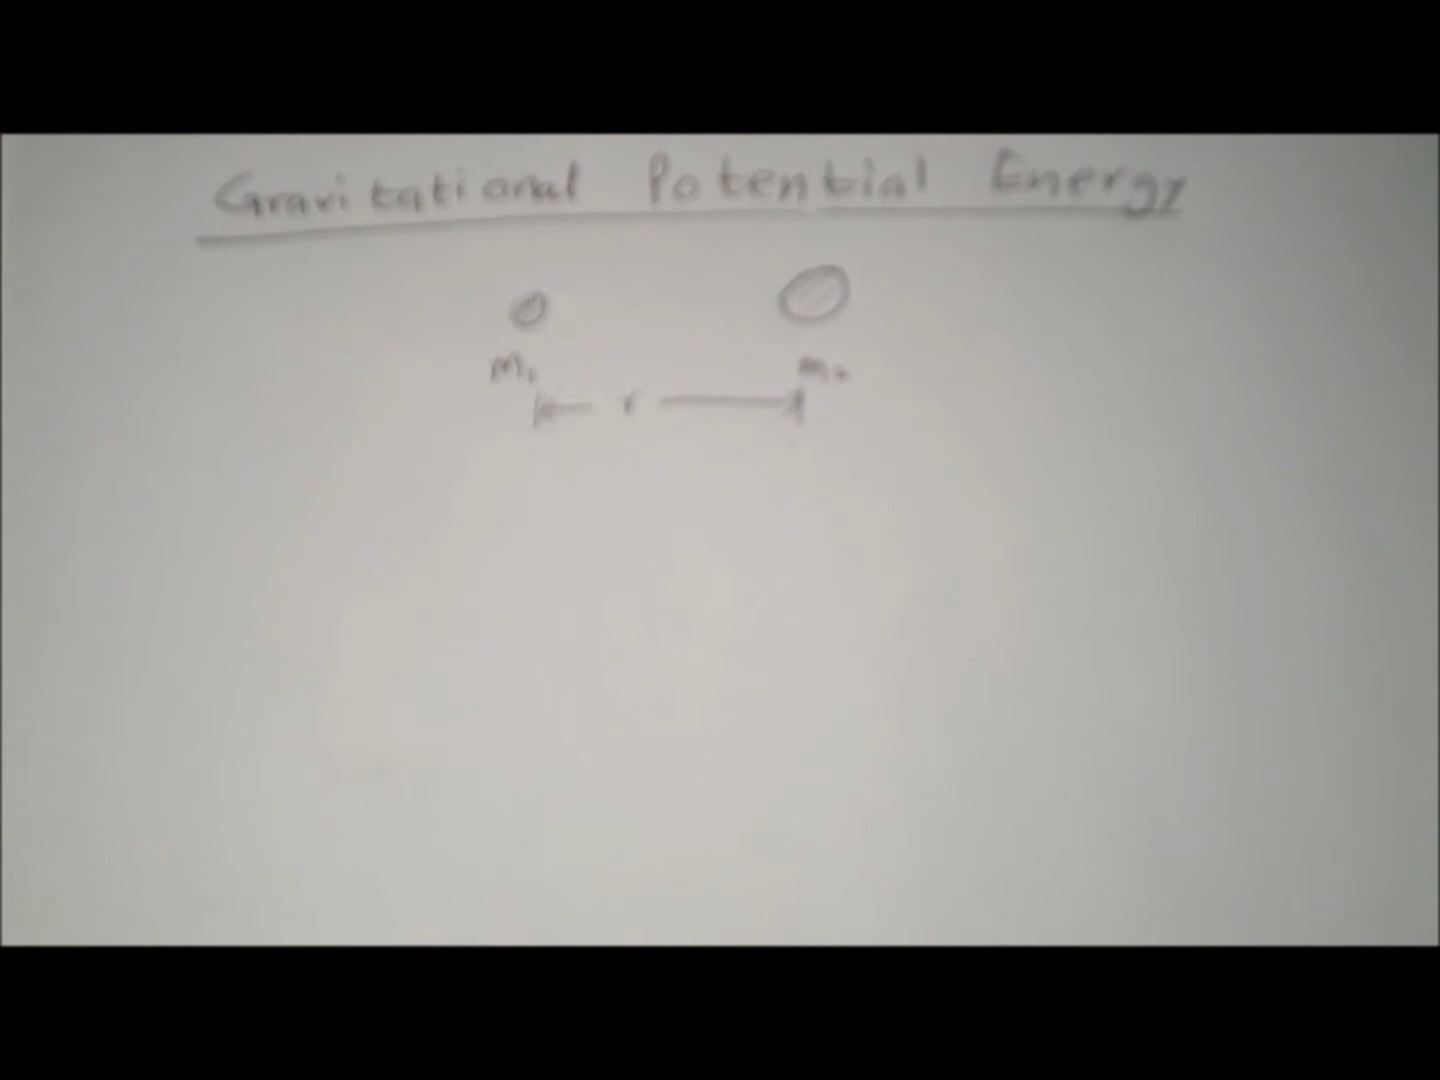 Gravitational Potential Energy
m₁ m₂
r